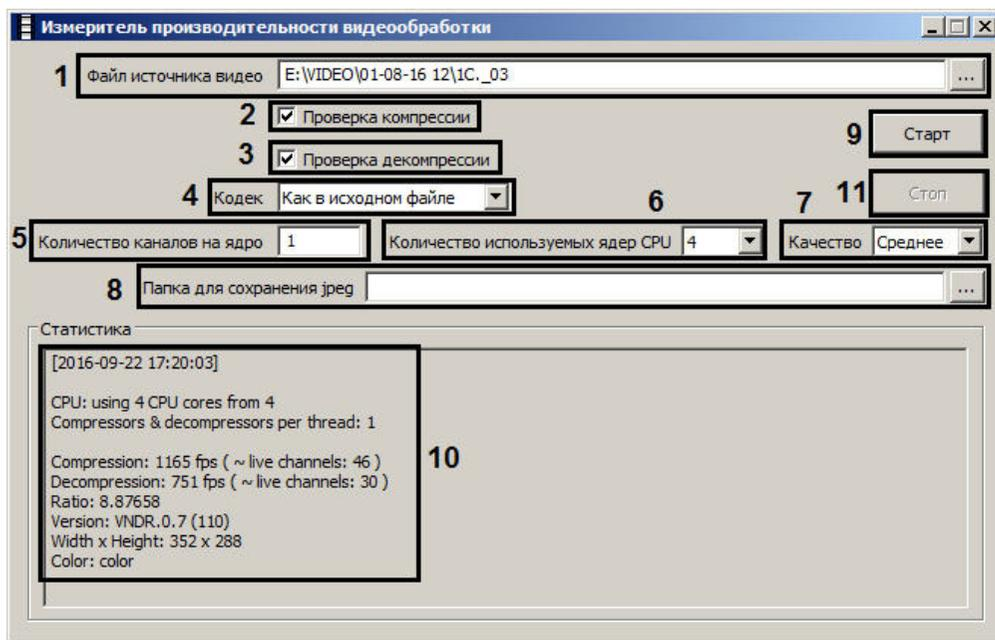 Измеритель производительности видеообработки
1 Файл источника видео E:\VIDEO\01-08-16 12\1C._03 ...
2 Проверка компрессии
9 Старт
3 Проверка декомпрессии
4 Кодек Как в исходном файле
6 7 11 Стоп
5 Количество каналов на ядро 1 Количество используемых ядер CPU 4 Качество Среднее
8 Папка для сохранения jpeg ...
Статистика
[2016-09-22 17:20:03]
CPU: using 4 CPU cores from 4
Compressors & decompressors per thread: 1
Compression: 1165 fps ( ~ live channels: 46 )
10
Decompression: 751 fps ( ~ live channels: 30 )
Ratio: 8.87658
Version: VNDR.0.7 (110)
Width x Height: 352 x 288
Color: color